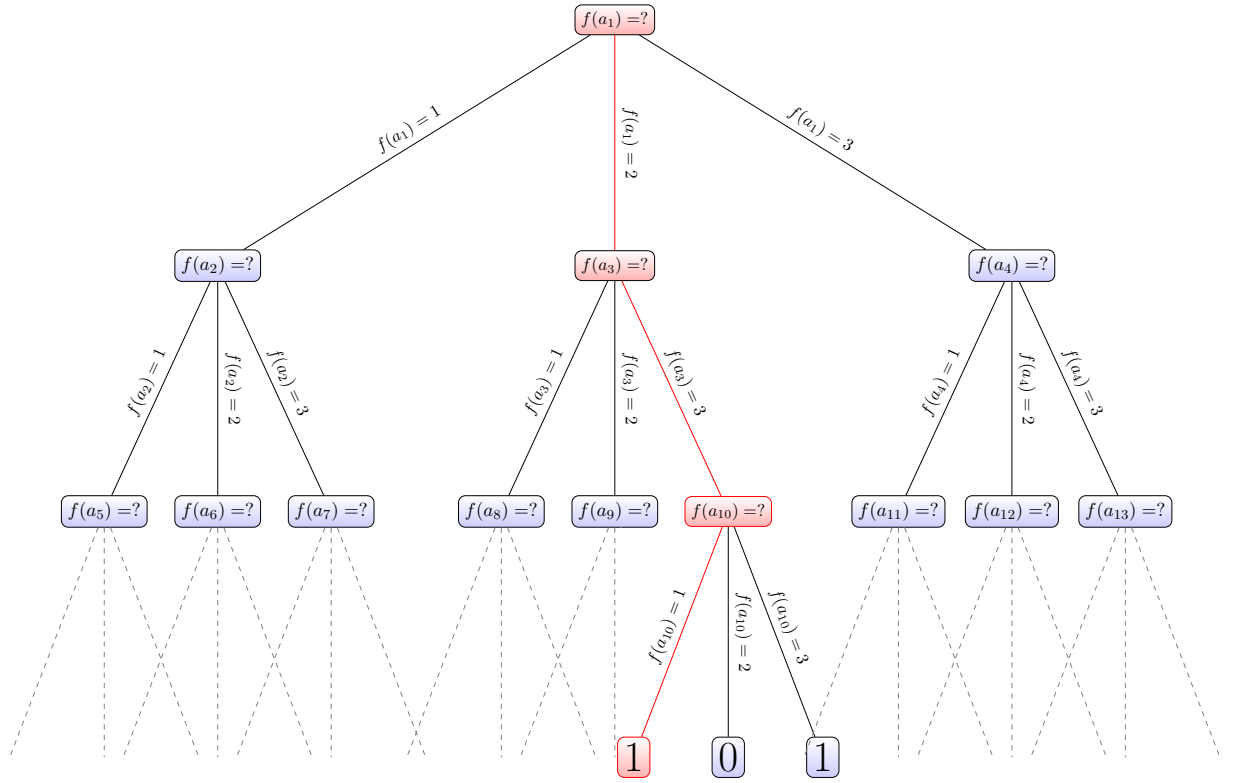 f(a₁) =?
f(a₁) = 1
f(a₁) = 2
f(a₁) = 3
f(a₂) =?
f(a₃) =?
f(a₄) =?
f(a₂) = 1
f(a₂) = 2
f(a₂) = 3
f(a₃) = 1
f(a₃) = 2
f(a₃) = 3
f(a₄) = 1
f(a₄) = 2
f(a₄) = 3
f(a₅) =?
f(a₆) =?
f(a₇) =?
f(a₈) =?
f(a₉) =?
f(a₁₀) =?
f(a₁₁) =?
f(a₁₂) =?
f(a₁₃) =?
f(a₁₀) = 1
f(a₁₀) = 2
f(a₁₀) = 3
1
0
1